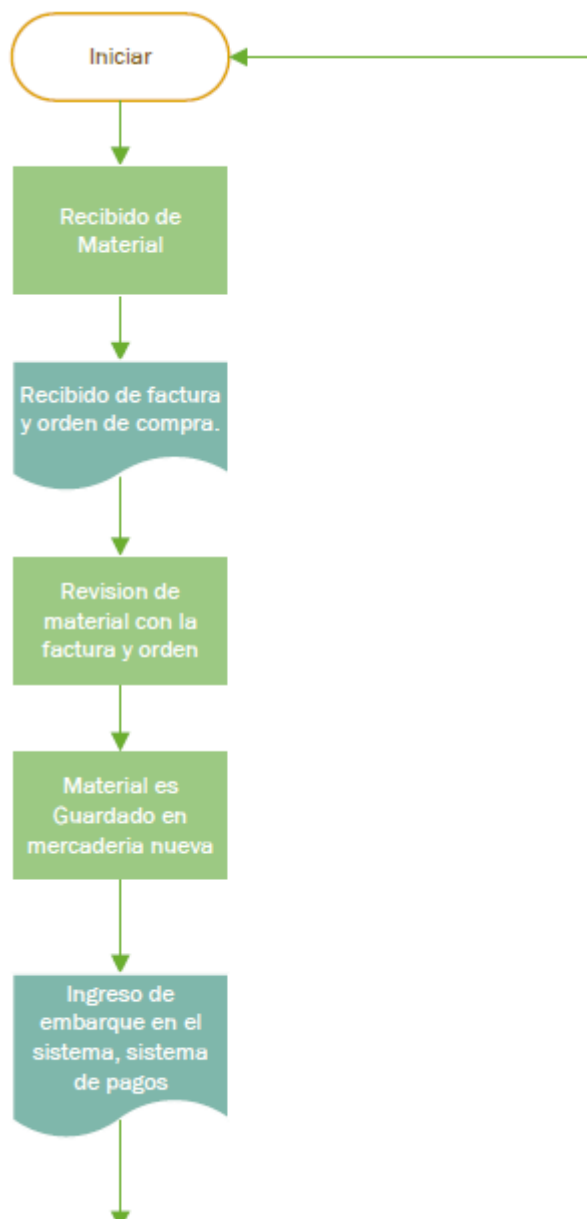 Iniciar
Recibido de
Material
Recibido de factura
y orden de compra.
Revision de
material con la
factura y orden
Material es
Guardado en
mercaderia nueva
Ingreso de
embarque en el
sistema, sistema
de pagos